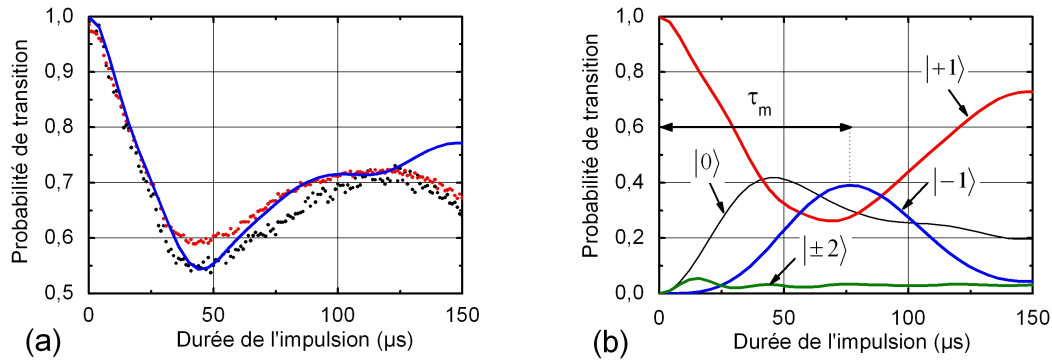 Probabilité de transition
1,0
0,9
0,8
0,7
0,6
0,5
0 50 100 150
Durée de l'impulsion (µs)
(a)
Probabilité de transition
1,0
0,8
0,6
0,4
0,2
0,0
0 50 100 150
Durée de l'impulsion (µs)
(b)
τm
|+1⟩
|0⟩
|−1⟩
|±2⟩